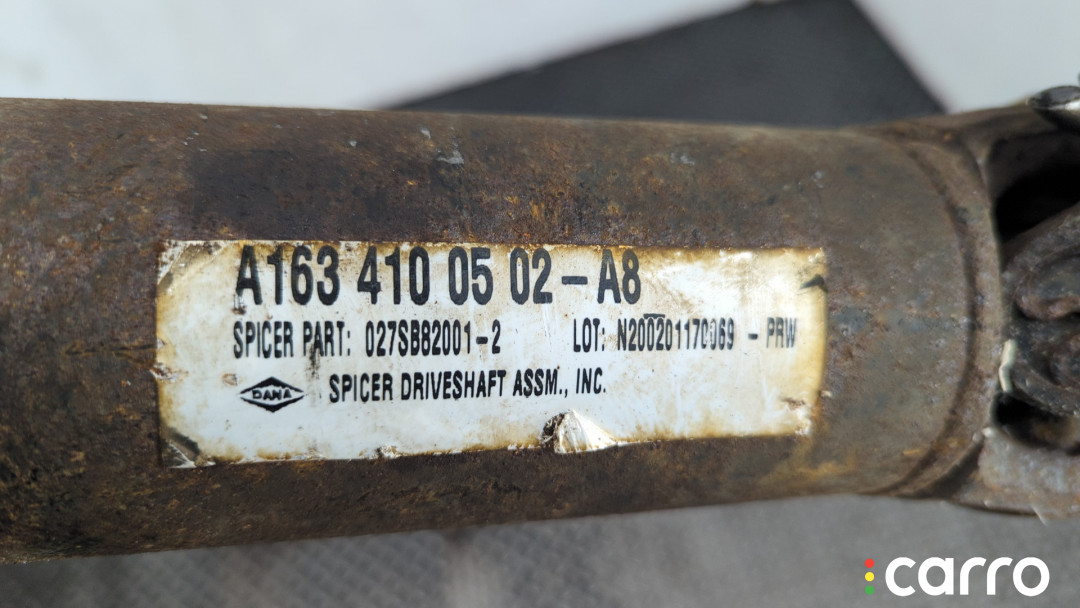 A163 410 05 02-A8
SPICER PART: 027SB82001-2 LOT: N200201170069 - PRW
DANA SPICER DRIVESHAFT ASSM., INC.
carro